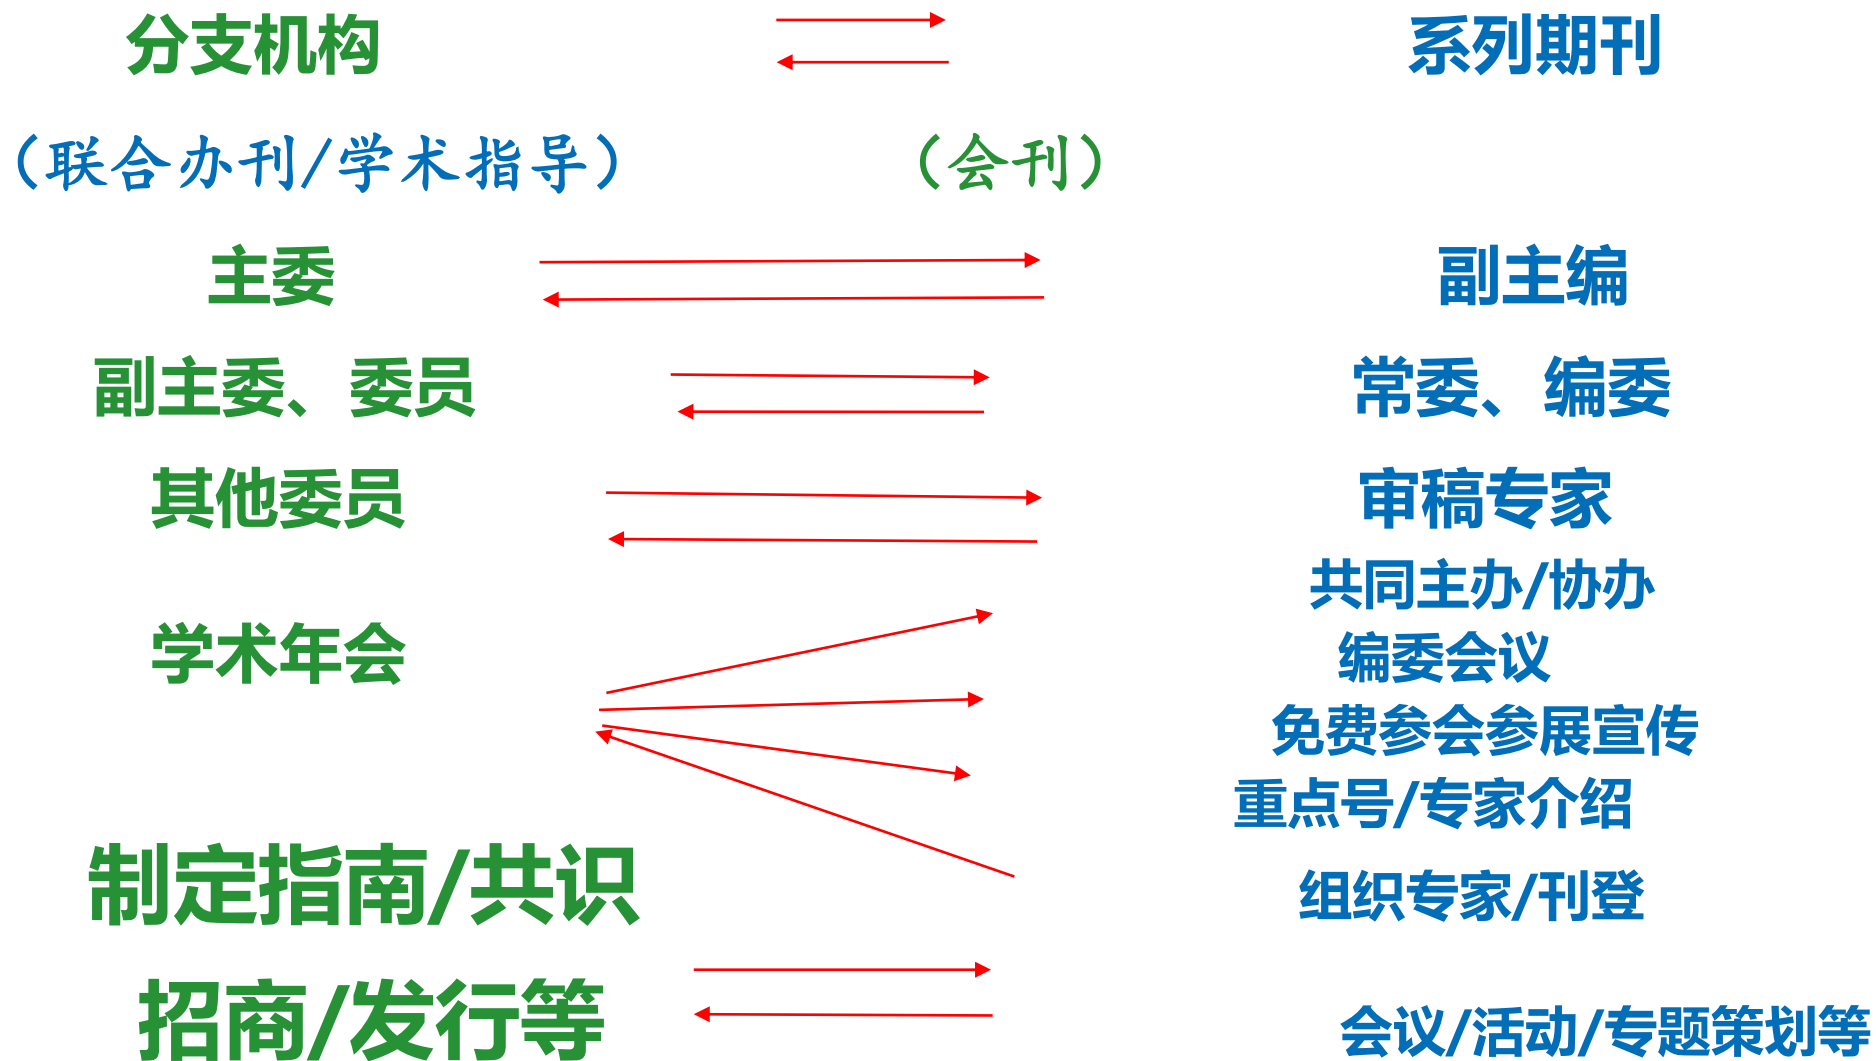 分支机构 系列期刊
（联合办刊/学术指导） （会刊）
主委 副主编
副主委、委员 常委、编委
其他委员 审稿专家
共同主办/协办
学术年会 编委会议
免费参会参展宣传
重点号/专家介绍
制定指南/共识 组织专家/刊登
招商/发行等 会议/活动/专题策划等